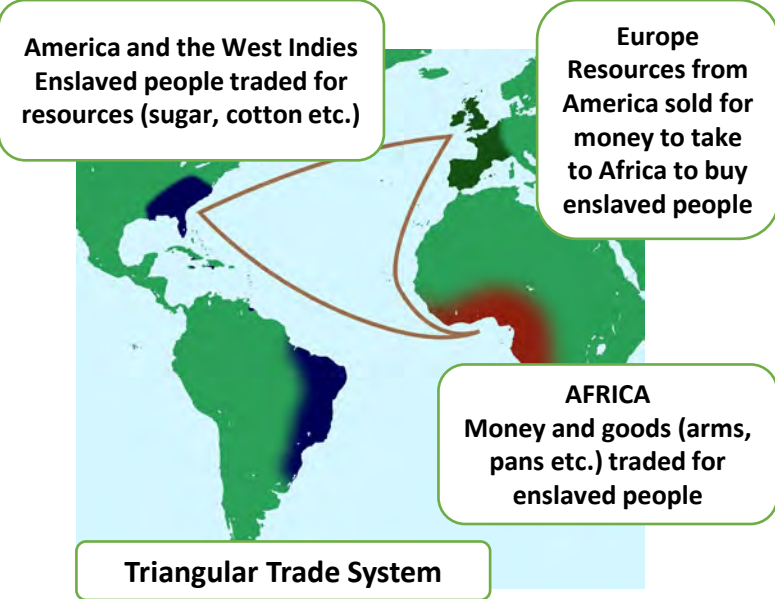 America and the West Indies
Enslaved people traded for
resources (sugar, cotton etc.)
Europe
Resources from
America sold for
money to take
to Africa to buy
enslaved people
AFRICA
Money and goods (arms,
pans etc.) traded for
enslaved people
Triangular Trade System